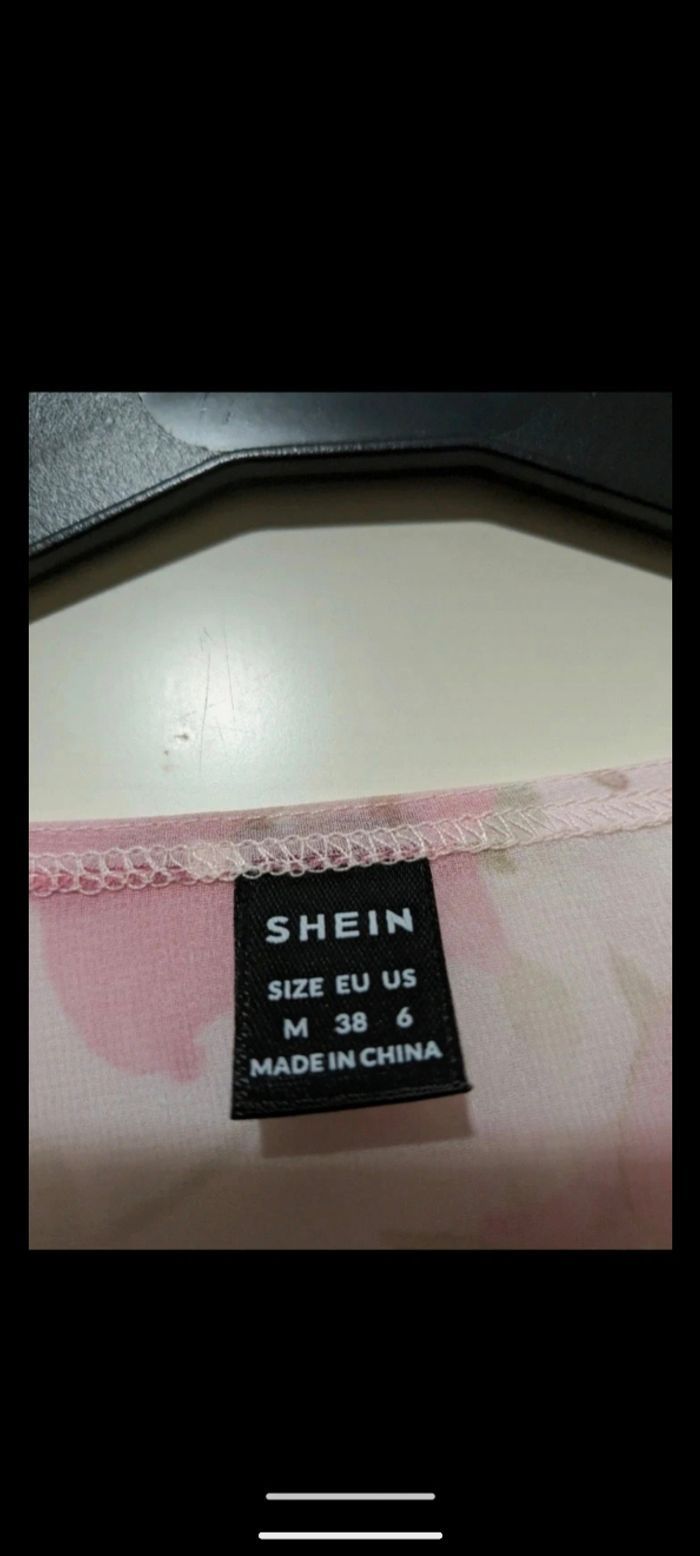 SHEIN
SIZE EU US
M 38 6
MADE IN CHINA